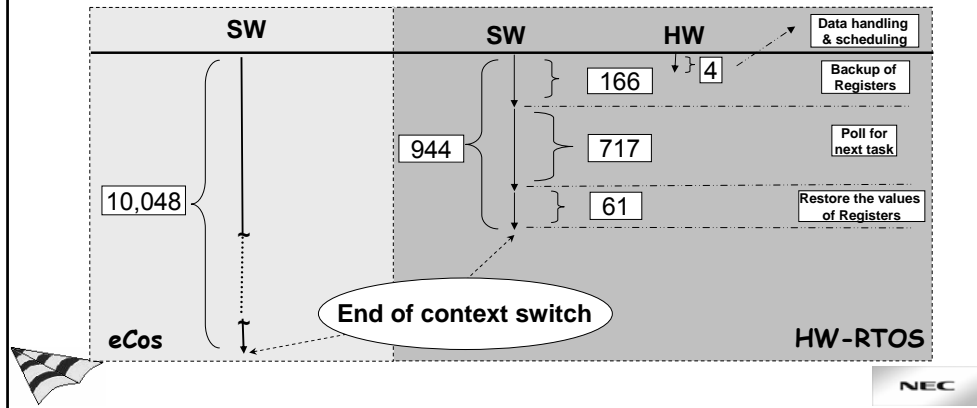 SW
SW
HW
Data handling
& scheduling
4
166
Backup of
Registers
944
717
Poll for
next task
10,048
61
Restore the values
of Registers
End of context switch
eCos
HW-RTOS
NEC